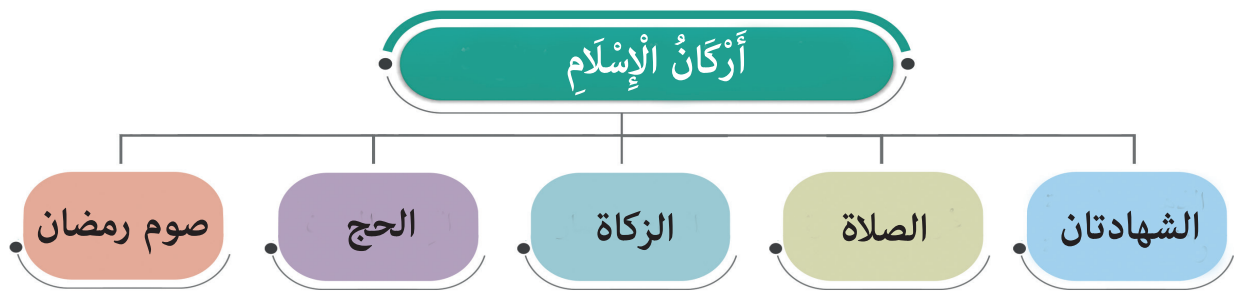 أَرْكَانُ الْإِسْلَامِ
الشهادتان
الصلاة
الزكاة
الحج
صوم رمضان